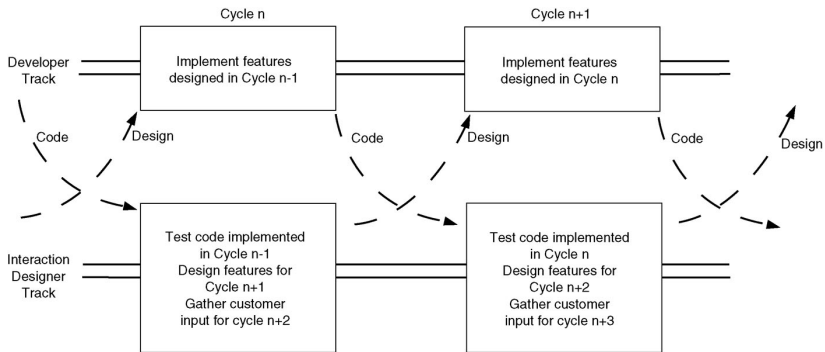 Cycle n
Cycle n+1
Developer
Track
Implement features
designed in Cycle n-1
Implement features
designed in Cycle n
Code
Design
Code
Design
Code
Design
Interaction
Designer
Track
Test code implemented
in Cycle n-1
Design features for
Cycle n+1
Gather customer
input for cycle n+2
Test code implemented
in Cycle n
Design features for
Cycle n+2
Gather customer
input for cycle n+3